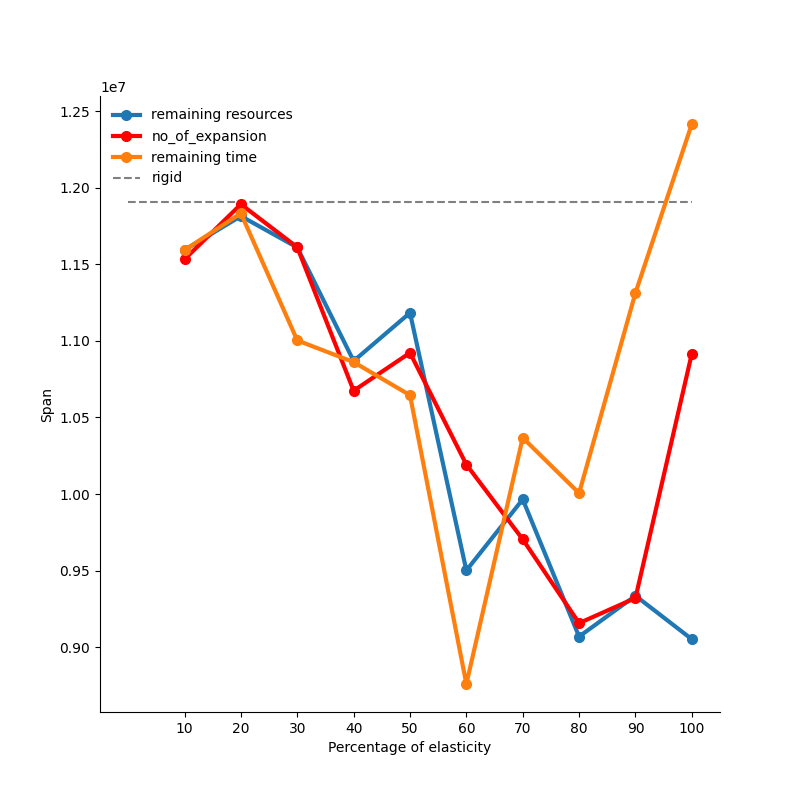 1e7
1.25
1.20
1.15
1.10
1.05
1.00
0.95
0.90
Span
remaining resources
no_of_expansion
remaining time
rigid
10 20 30 40 50 60 70 80 90 100
Percentage of elasticity